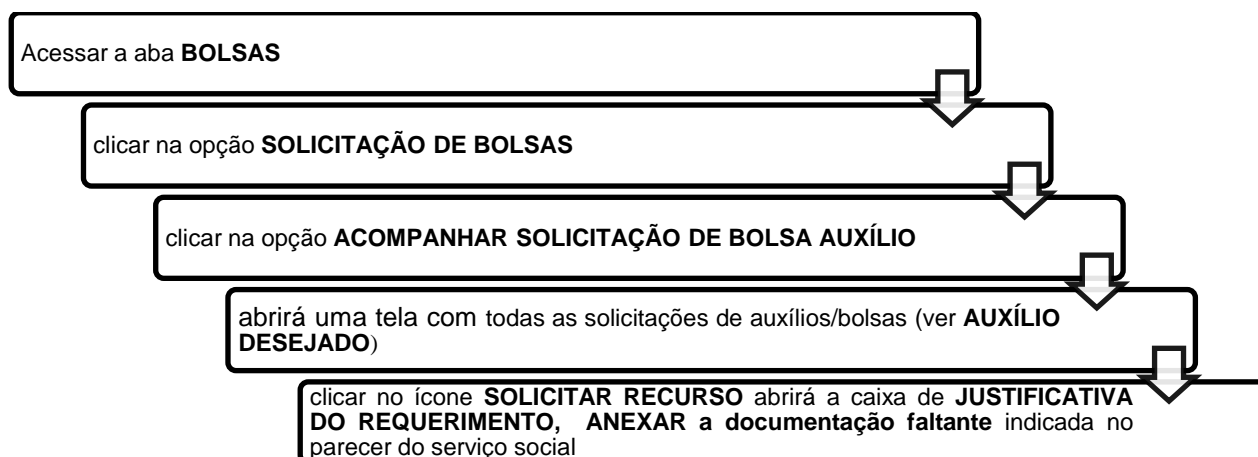 Acessar a aba BOLSAS
clicar na opção SOLICITAÇÃO DE BOLSAS
clicar na opção ACOMPANHAR SOLICITAÇÃO DE BOLSA AUXÍLIO
abrirá uma tela com todas as solicitações de auxílios/bolsas (ver AUXÍLIO
DESEJADO)
clicar no ícone SOLICITAR RECURSO abrirá a caixa de JUSTIFICATIVA
DO REQUERIMENTO, ANEXAR a documentação faltante indicada no
parecer do serviço social